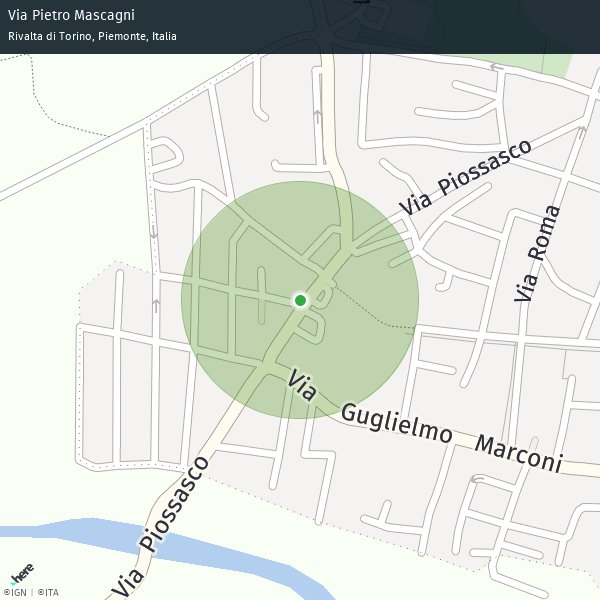 Via Pietro Mascagni
Rivalta di Torino, Piemonte, Italia
Via Piossasco
Via Roma
Via Guglielmo Marconi
Via Piossasco
here
©IGN | ©ITA